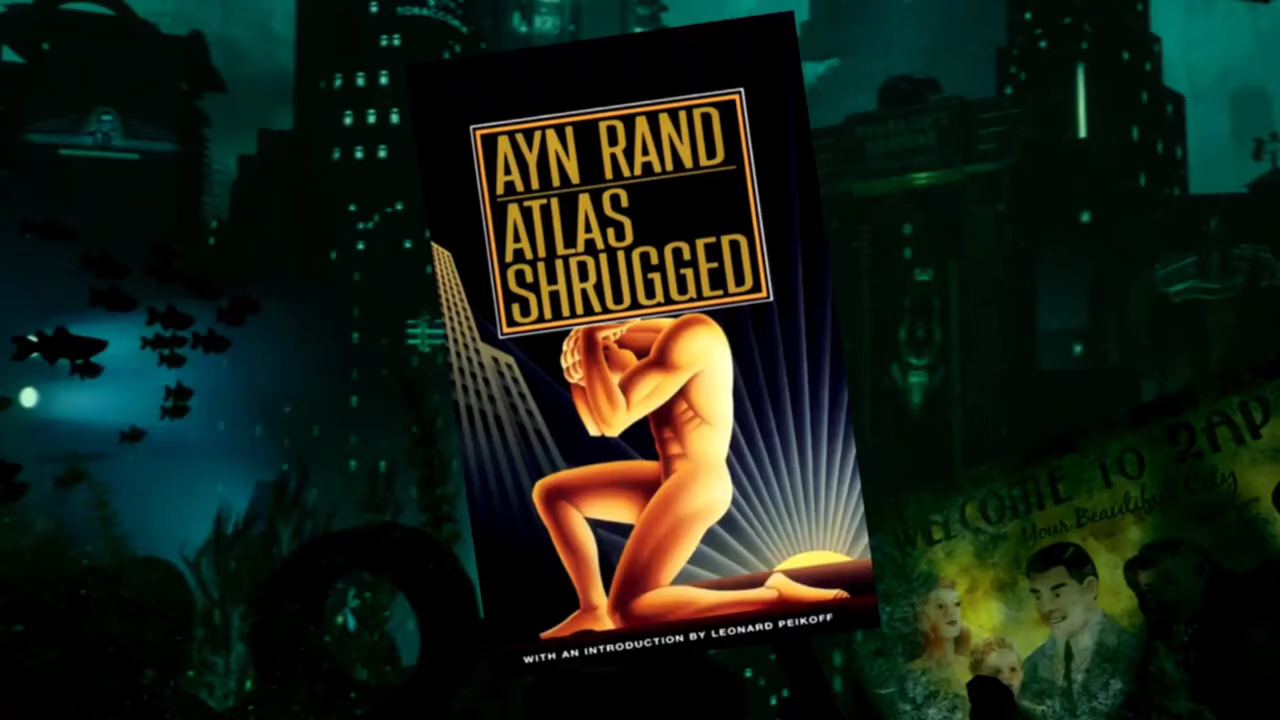 AYN RAND
ATLAS
SHRUGGED
WITH AN INTRODUCTION BY LEONARD PEIKOFF
WELCOME TO RAP
Your Beautiful City